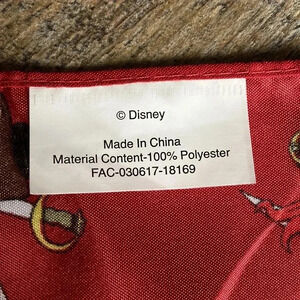 © Disney
Made In China
Material Content-100% Polyester
FAC-030617-18169